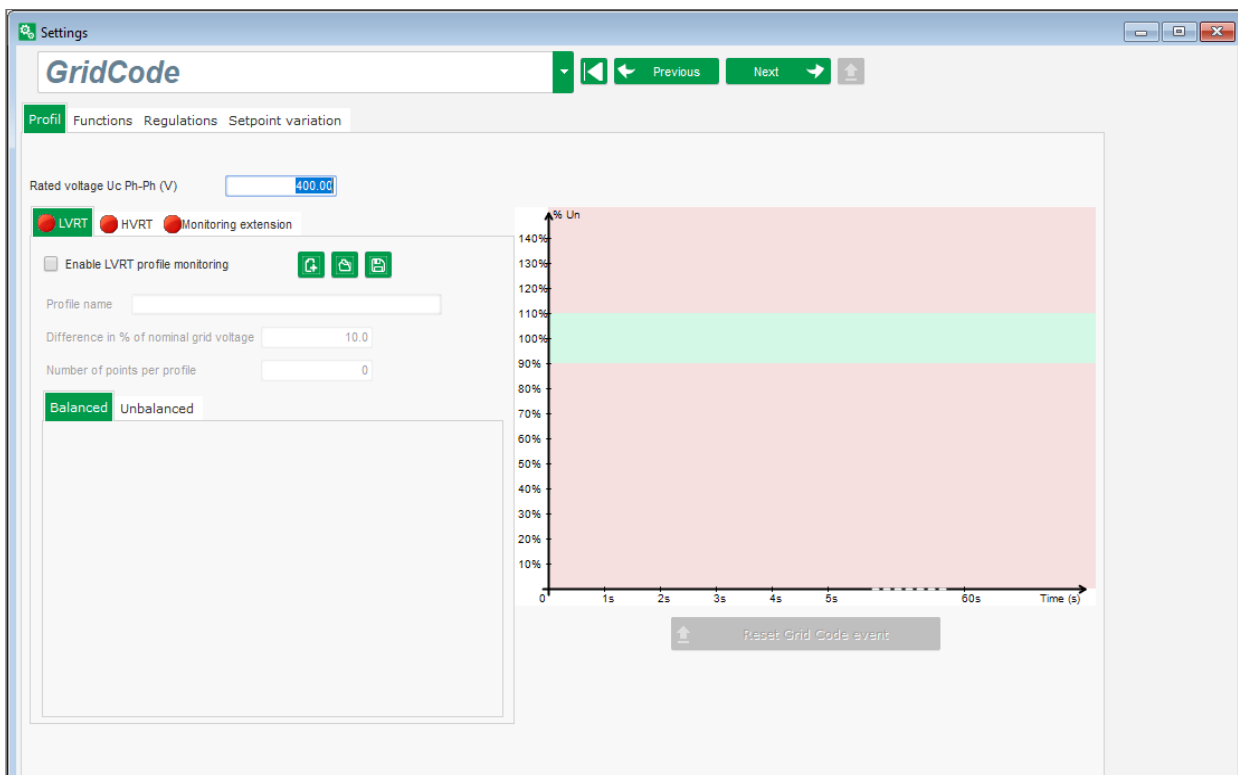 Settings
GridCode
Previous Next
Profil Functions Regulations Setpoint variation
Rated voltage Uc Ph-Ph (V) 400.00
LVRT HVRT Monitoring extension
Enable LVRT profile monitoring
Profile name
Difference in % of nominal grid voltage 10.0
Number of points per profile 0
Balanced Unbalanced
% Un
140%
130%
120%
110%
100%
90%
80%
70%
60%
50%
40%
30%
20%
10%
0 1s 2s 3s 4s 5s 60s Time (s)
Reset Grid Code event